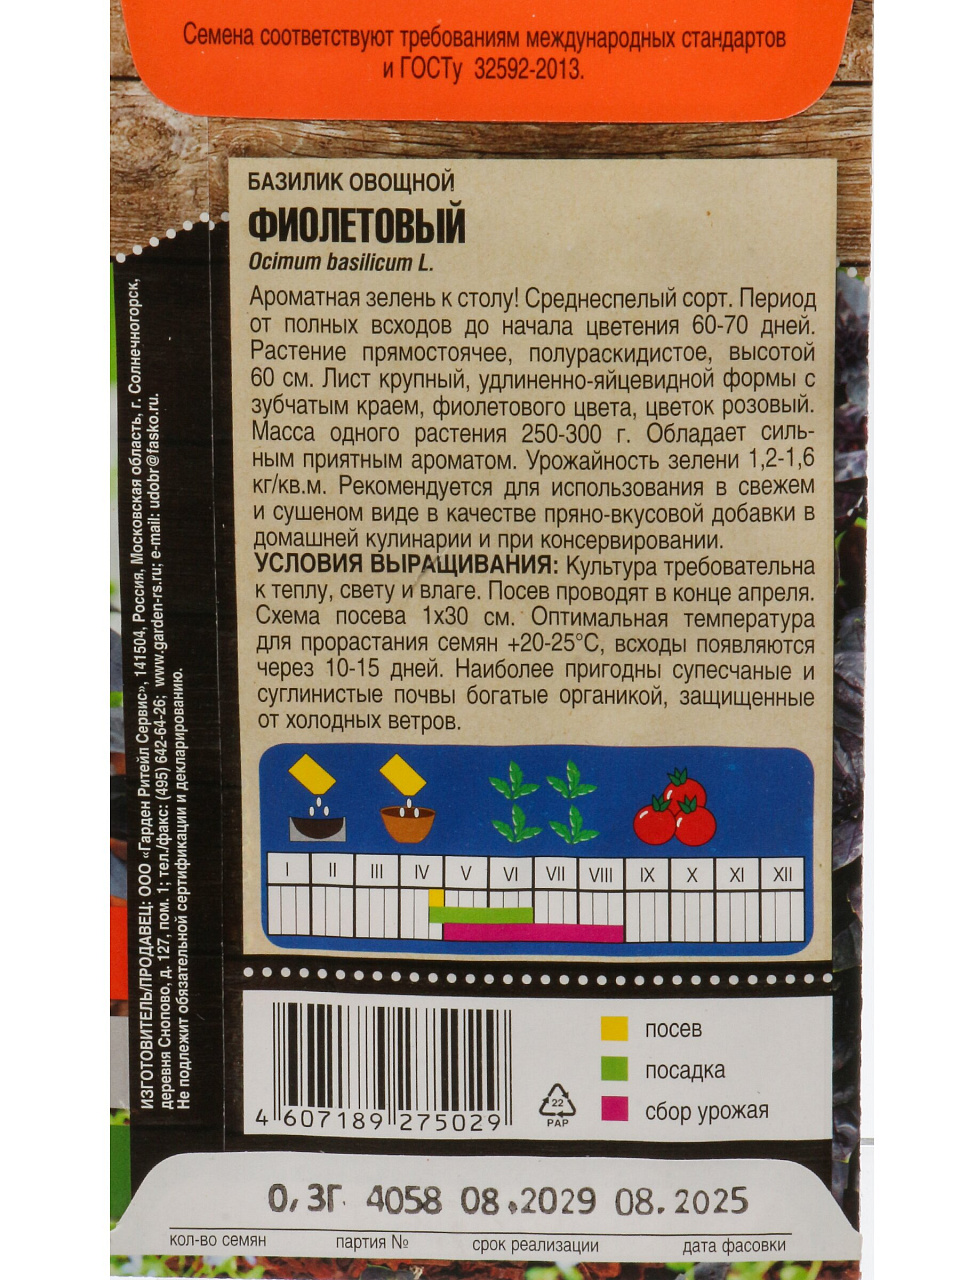 Семена соответствуют требованиям международных стандартов
и ГОСТу 32592-2013.
БАЗИЛИК ОВОЩНОЙ
ФИОЛЕТОВЫЙ
Ocimum basilicum L.
Ароматная зелень к столу! Среднеспелый сорт. Период
от полных всходов до начала цветения 60-70 дней.
Растение прямостоячее, полураскидистое, высотой
60 см. Лист крупный, удлиненно-яйцевидной формы с
зубчатым краем, фиолетового цвета, цветок розовый.
Масса одного растения 250-300 г. Обладает силь-
ным приятным ароматом. Урожайность зелени 1,2-1,6
кг/кв.м. Рекомендуется для использования в свежем
и сушеном виде в качестве пряно-вкусовой добавки в
домашней кулинарии и при консервировании.
УСЛОВИЯ ВЫРАЩИВАНИЯ: Культура требовательна
к теплу, свету и влаге. Посев проводят в конце апреля.
Схема посева 1х30 см. Оптимальная температура
для прорастания семян +20-25°С, всходы появляются
через 10-15 дней. Наиболее пригодны супесчаные и
суглинистые почвы богатые органикой, защищенные
от холодных ветров.
I II III IV V VI VII VIII IX X XI XII
посев
посадка
сбор урожая
4 607189 275029
22
PAP
0,3Г 4058 08.2029 08.2025
кол-во семян партия № срок реализации дата фасовки
ИЗГОТОВИТЕЛЬ/ПРОДАВЕЦ: ООО «Гарден Ритейл Сервис», 141504, Россия, Московская область, г. Солнечногорск,
деревня Снопово, д. 127, пом. 1; тел./факс: (495) 642-64-26; www.garden-rs.ru; e-mail: udobr@fasko.ru.
Не подлежит обязательной сертификации и декларированию.